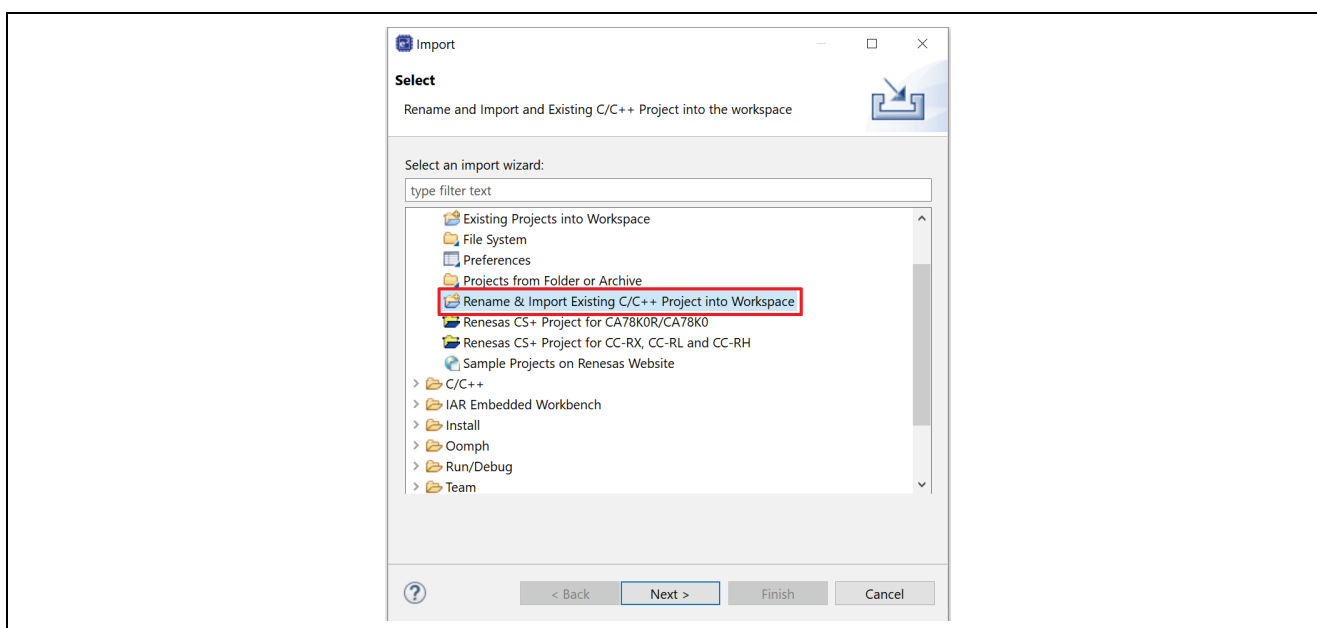 Import
Select
Rename and Import and Existing C/C++ Project into the workspace
Select an import wizard:
type filter text
Existing Projects into Workspace
File System
Preferences
Projects from Folder or Archive
Rename & Import Existing C/C++ Project into Workspace
Renesas CS+ Project for CA78K0R/CA78K0
Renesas CS+ Project for CC-RX, CC-RL and CC-RH
Sample Projects on Renesas Website
> C/C++
> IAR Embedded Workbench
> Install
> Oomph
> Run/Debug
> Team
? < Back Next > Finish Cancel